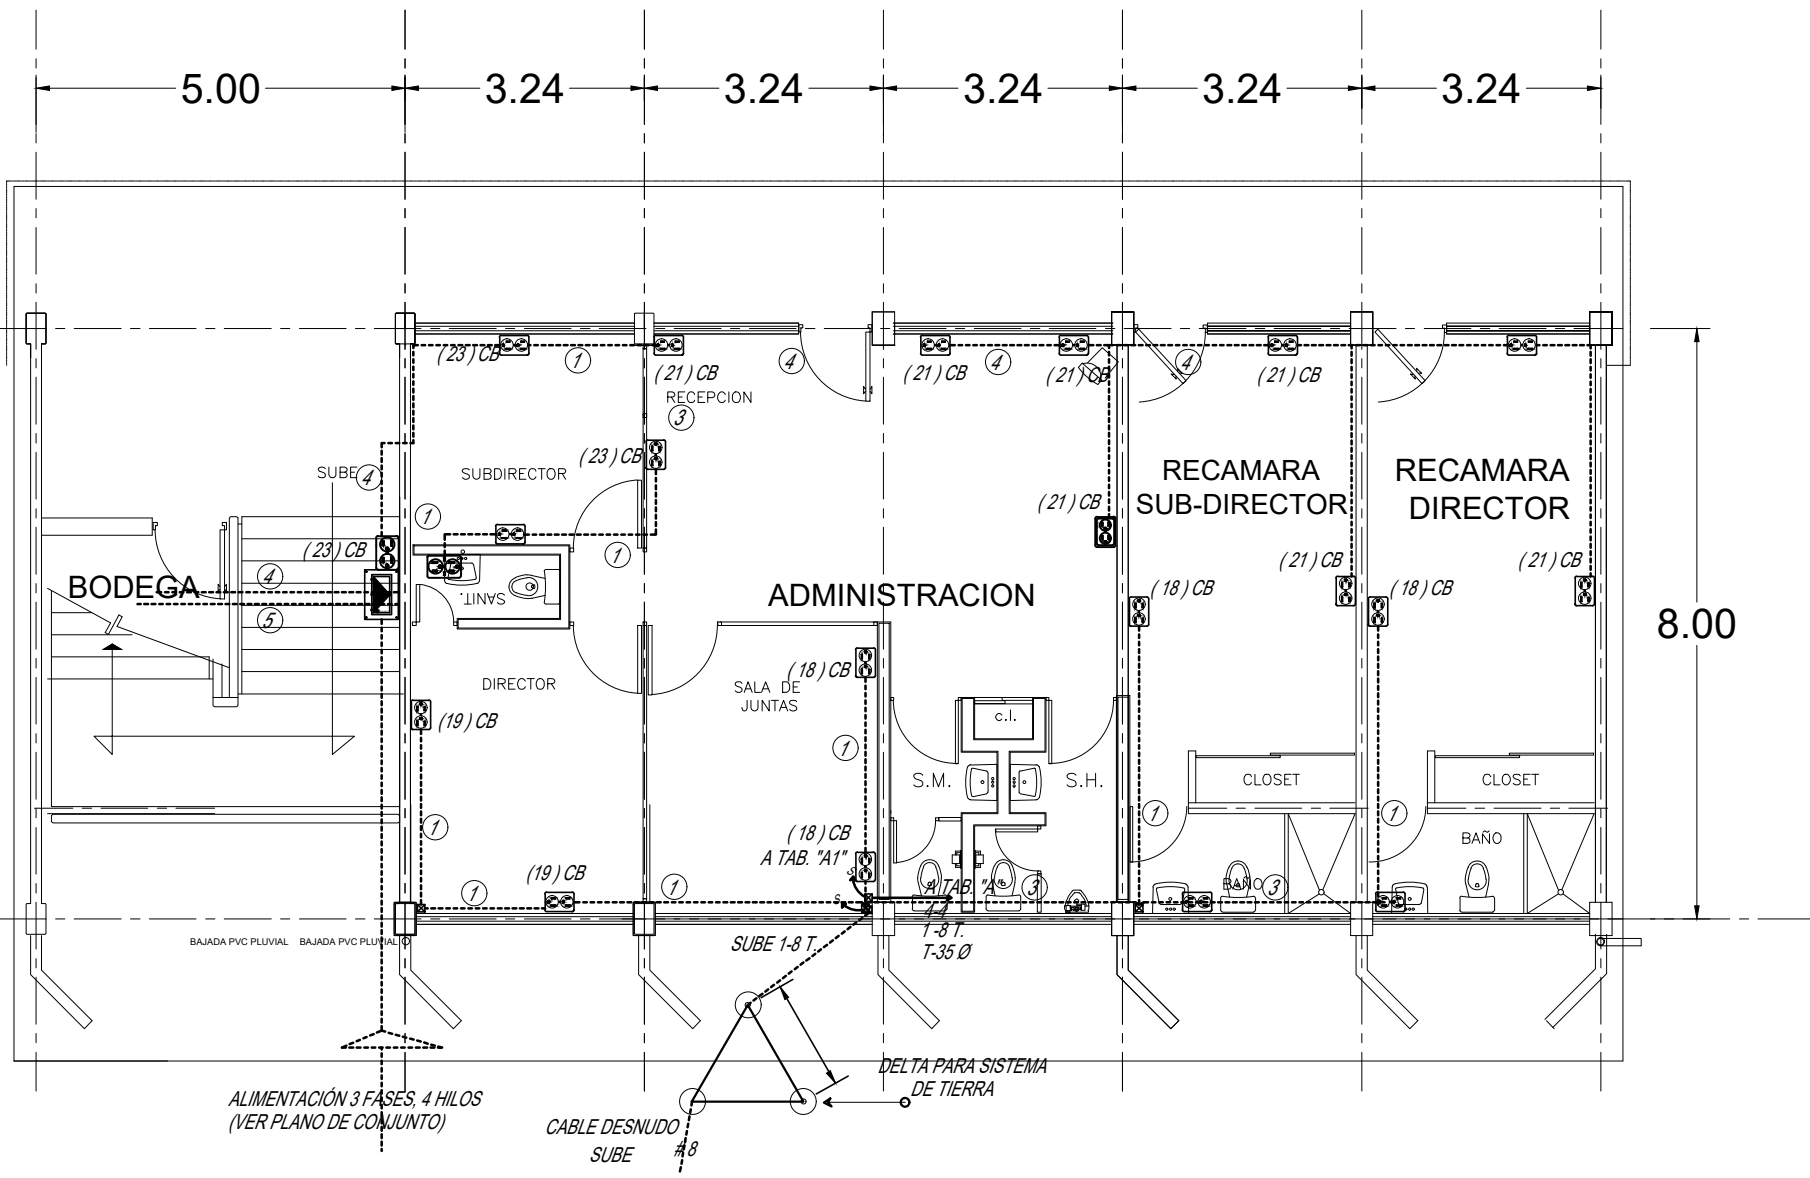 5.00 3.24 3.24 3.24 3.24 3.24
(23) CB
1
(21) CB
4
(21) CB
4
(21) CB
4
(21) CB
RECEPCION
3
(23) CB
SUBE
4
SUBDIRECTOR
RECAMARA
SUB-DIRECTOR
RECAMARA
DIRECTOR
(21) CB
1
(23) CB
1
(21) CB
(21) CB
4
BODEGA
5
SANIT.
ADMINISTRACION
(18) CB
(18) CB
8.00
DIRECTOR
(18) CB
SALA DE
JUNTAS
(19) CB
c.l.
1
S.M.
S.H.
CLOSET
CLOSET
1
(18) CB
A TAB. "A1"
1
1
BAÑO
(19) CB
1
1
S
S
A TAB. "A"
3
BAÑO
3
4-4
1-8 T.
T-35 Ø
BAJADA PVC PLUVIAL
BAJADA PVC PLUVIAL
SUBE 1-8 T.
DELTA PARA SISTEMA
DE TIERRA
ALIMENTACIÓN 3 FASES, 4 HILOS
(VER PLANO DE CONJUNTO)
CABLE DESNUDO
SUBE #8